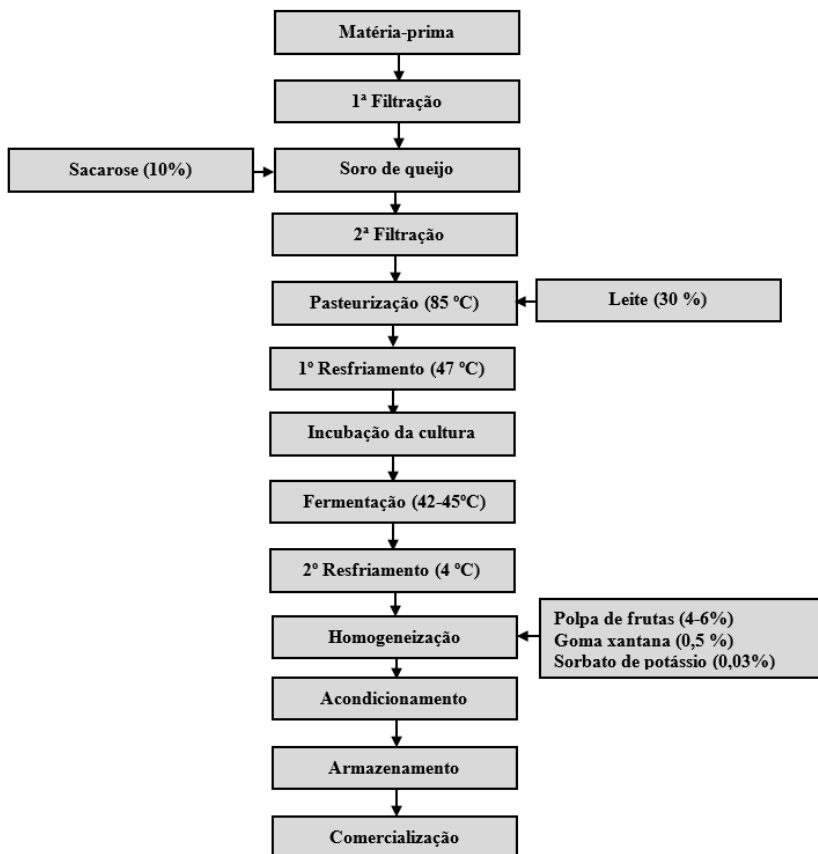 Matéria-prima
1ª Filtração
Sacarose (10%)
Soro de queijo
2ª Filtração
Pasteurização (85 ºC)
Leite (30 %)
1º Resfriamento (47 ºC)
Incubação da cultura
Fermentação (42-45ºC)
2º Resfriamento (4 ºC)
Homogeneização
Polpa de frutas (4-6%)
Goma xantana (0,5 %)
Sorbato de potássio (0,03%)
Acondicionamento
Armazenamento
Comercialização